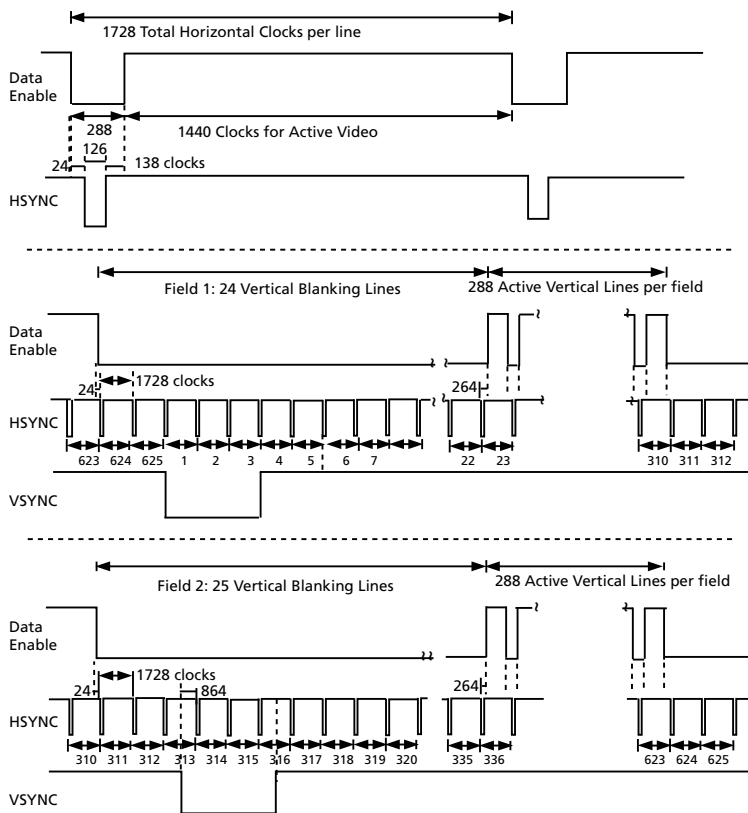 1728 Total Horizontal Clocks per line
Data
Enable
288
1440 Clocks for Active Video
126
24
138 clocks
HSYNC
Field 1: 24 Vertical Blanking Lines
288 Active Vertical Lines per field
Data
Enable
24
1728 clocks
264
HSYNC
623 624 625 1 2 3 4 5 6 7 22 23 310 311 312
VSYNC
Field 2: 25 Vertical Blanking Lines
288 Active Vertical Lines per field
Data
Enable
24
1728 clocks
864
264
HSYNC
310 311 312 313 314 315 316 317 318 319 320 335 336 623 624 625
VSYNC